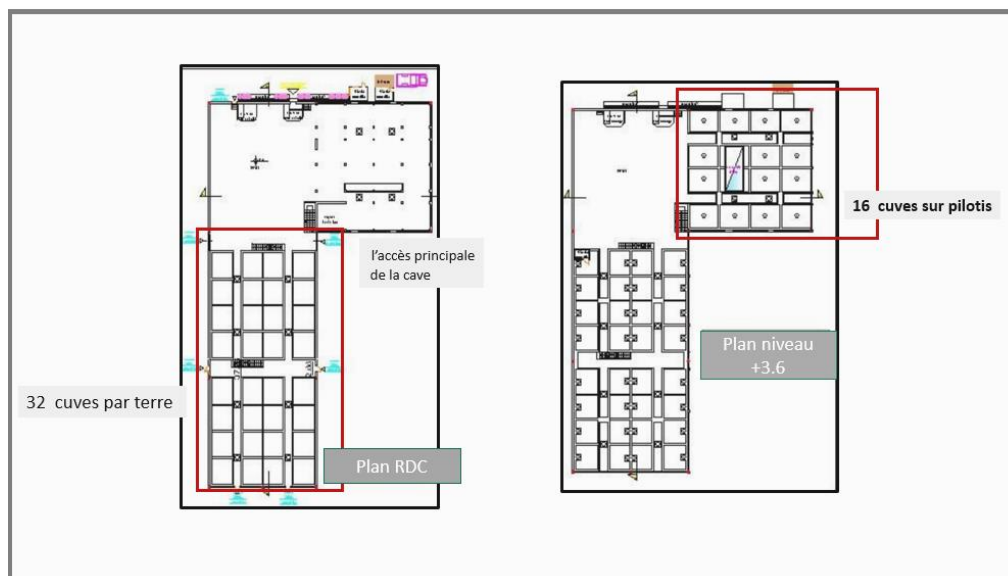 l'accès principale
de la cave
32 cuves par terre
Plan RDC
16 cuves sur pilotis
Plan niveau
+3.6